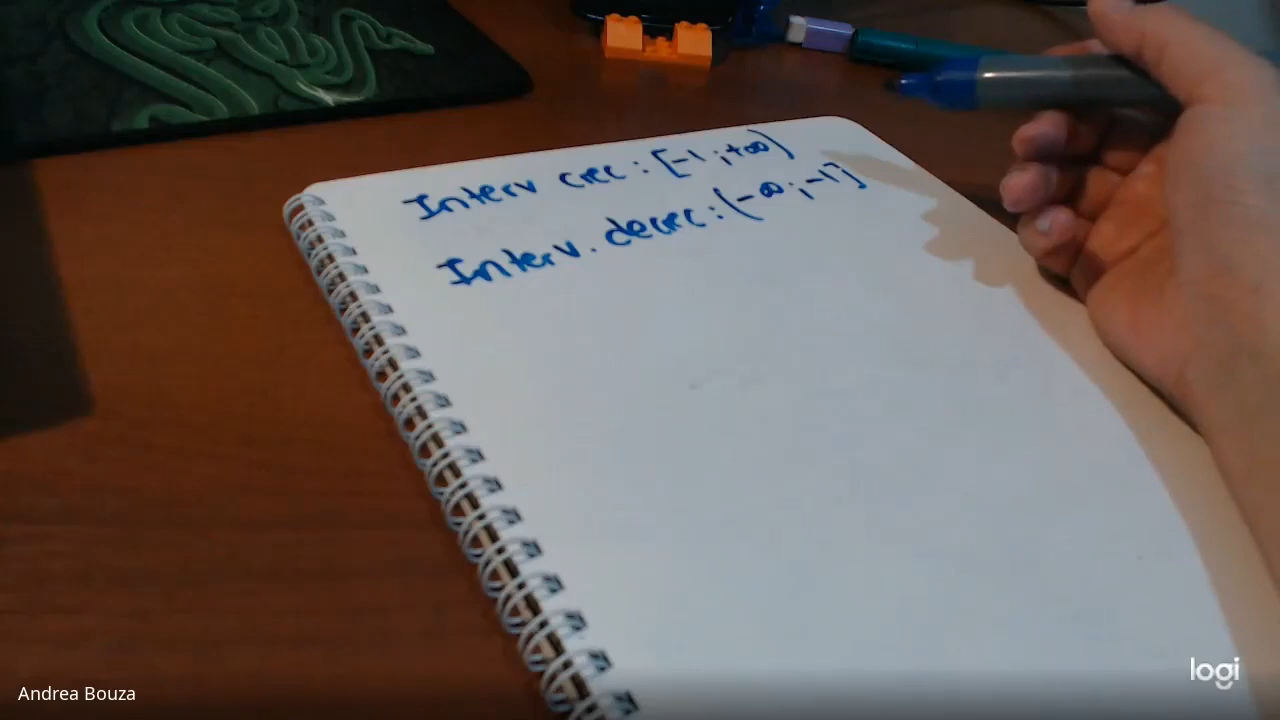 Interv crec: [-1; +∞)
Interv. decrec: (-∞; -1]
logi
Andrea Bouza